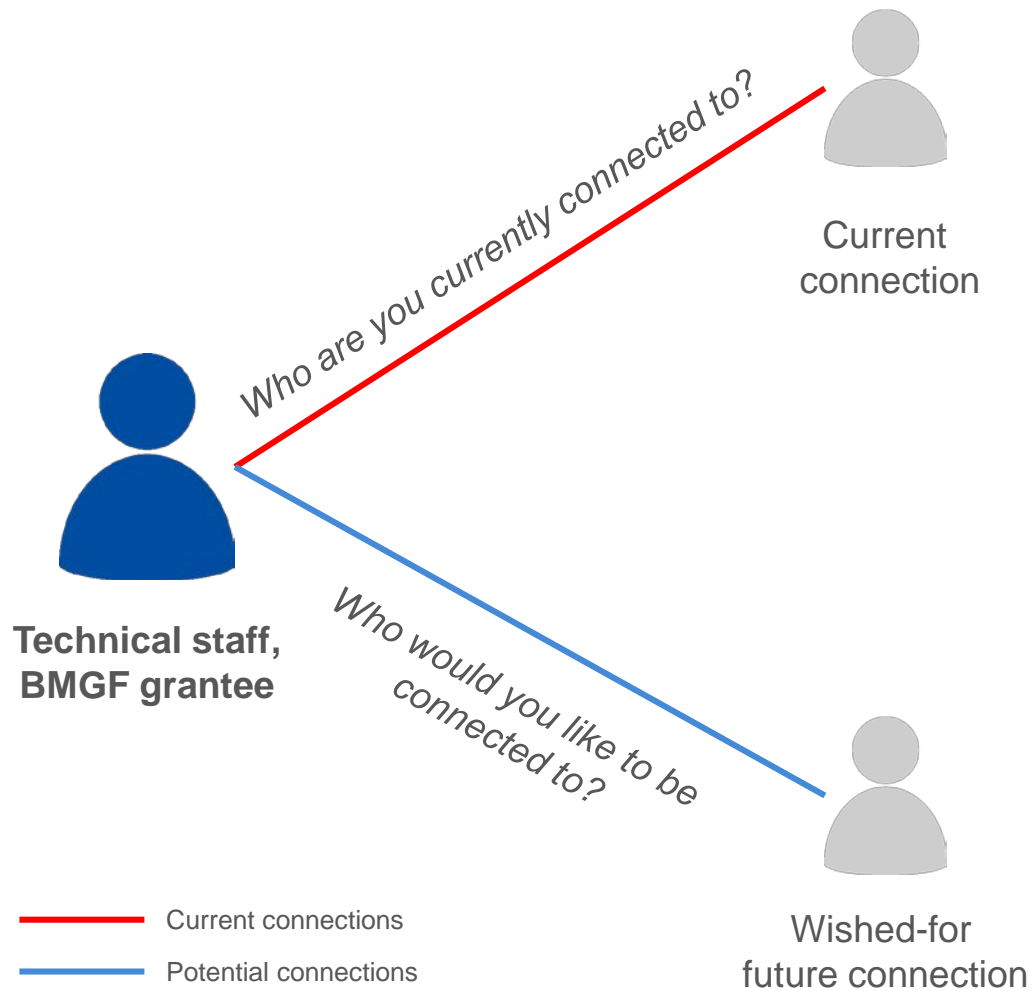 Who are you currently connected to?
Current
connection
Technical staff,
BMGF grantee
Who would you like to be
connected to?
Wished-for
future connection
Current connections
Potential connections